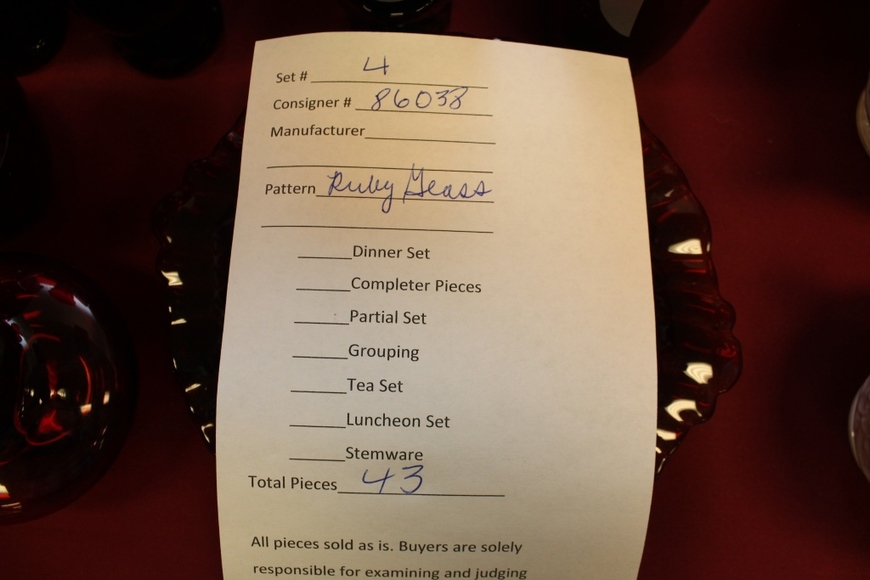 Set # 4
Consigner # 86038
Manufacturer
Pattern Ruby Glass
Dinner Set
Completer Pieces
Partial Set
Grouping
Tea Set
Luncheon Set
Stemware
Total Pieces 43
All pieces sold as is. Buyers are solely
responsible for examining and judging